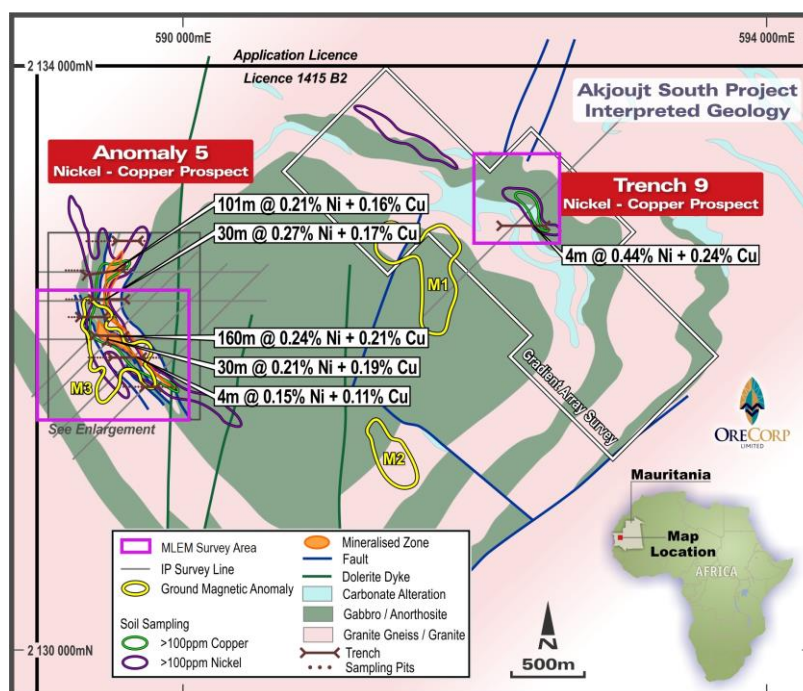 590 000mE
594 000mE
2 134 000mN
Application Licence
Licence 1415 B2
Akjoujt South Project
Interpreted Geology
Anomaly 5
Nickel - Copper Prospect
Trench 9
Nickel - Copper Prospect
101m @ 0.21% Ni + 0.16% Cu
30m @ 0.27% Ni + 0.17% Cu
4m @ 0.44% Ni + 0.24% Cu
M1
160m @ 0.24% Ni + 0.21% Cu
30m @ 0.21% Ni + 0.19% Cu
4m @ 0.15% Ni + 0.11% Cu
M3
See Enlargement
Gradient Array Survey
M2
ORECORP
LIMITED
Mauritania
Map
Location
AFRICA
MLEM Survey Area
IP Survey Line
Ground Magnetic Anomaly
Soil Sampling
>100ppm Copper
>100ppm Nickel
Mineralised Zone
Fault
Dolerite Dyke
Carbonate Alteration
Gabbro / Anorthosite
Granite Gneiss / Granite
Trench
Sampling Pits
N
500m
2 130 000mN